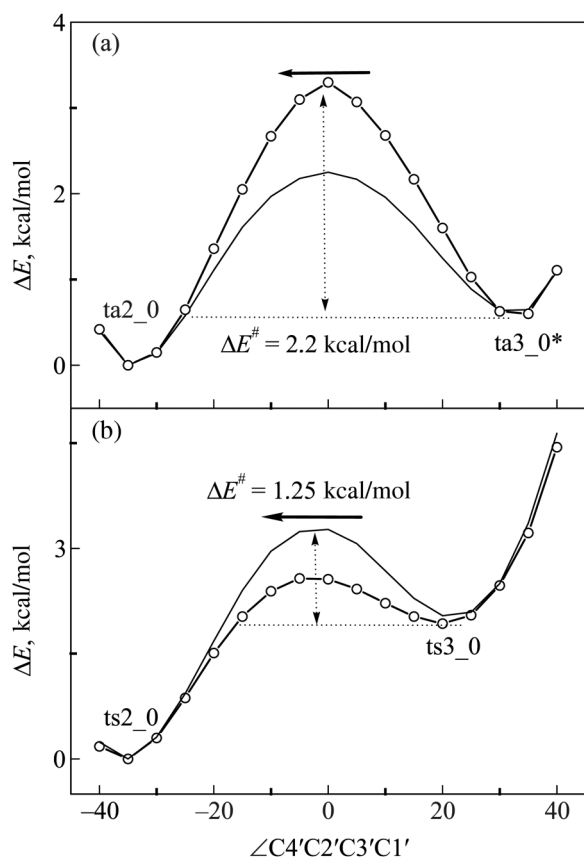 4
(a)
2
ΔE, kcal/mol
ta2_0
ΔE# = 2.2 kcal/mol
ta3_0*
0
(b)
ΔE# = 1.25 kcal/mol
3
ΔE, kcal/mol
ts3_0
ts2_0
0
–40 –20 0 20 40
∠C4′C2′C3′C1′